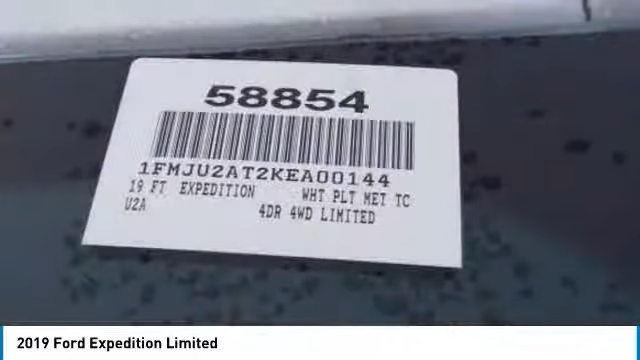 58854
1FMJU2AT2KEA00144
19 FT EXPEDITION WHT PLT MET TC
U2A 4DR 4WD LIMITED
2019 Ford Expedition Limited